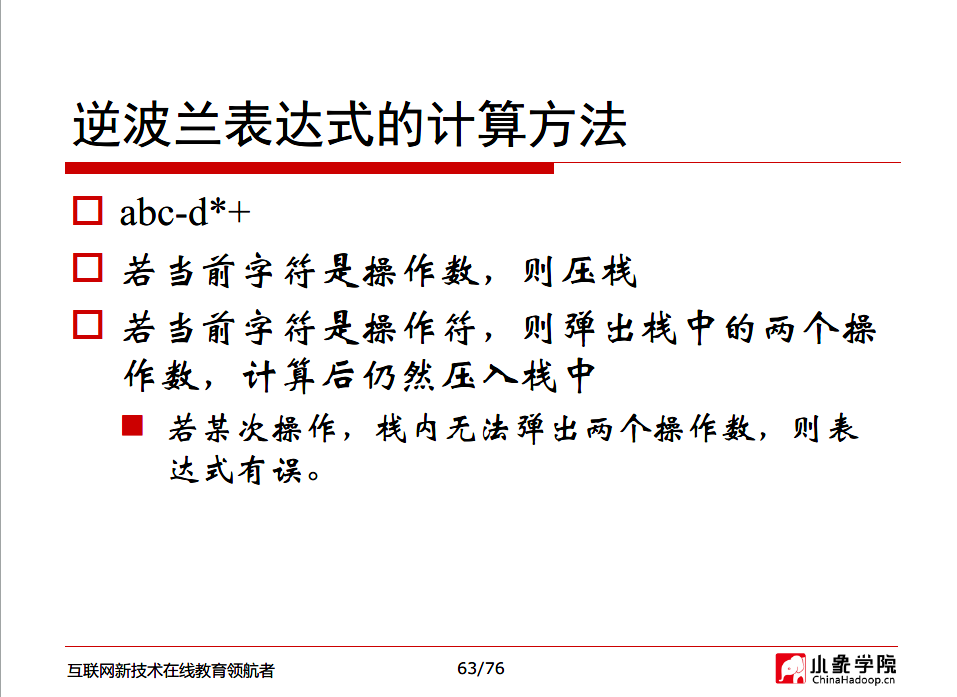 逆波兰表达式的计算方法
abc-d*+
若当前字符是操作数，则压栈
若当前字符是操作符，则弹出栈中的两个操
作数，计算后仍然压入栈中
若某次操作，栈内无法弹出两个操作数，则表
达式有误。
互联网新技术在线教育领航者
63/76
小象学院
ChinaHadoop.cn